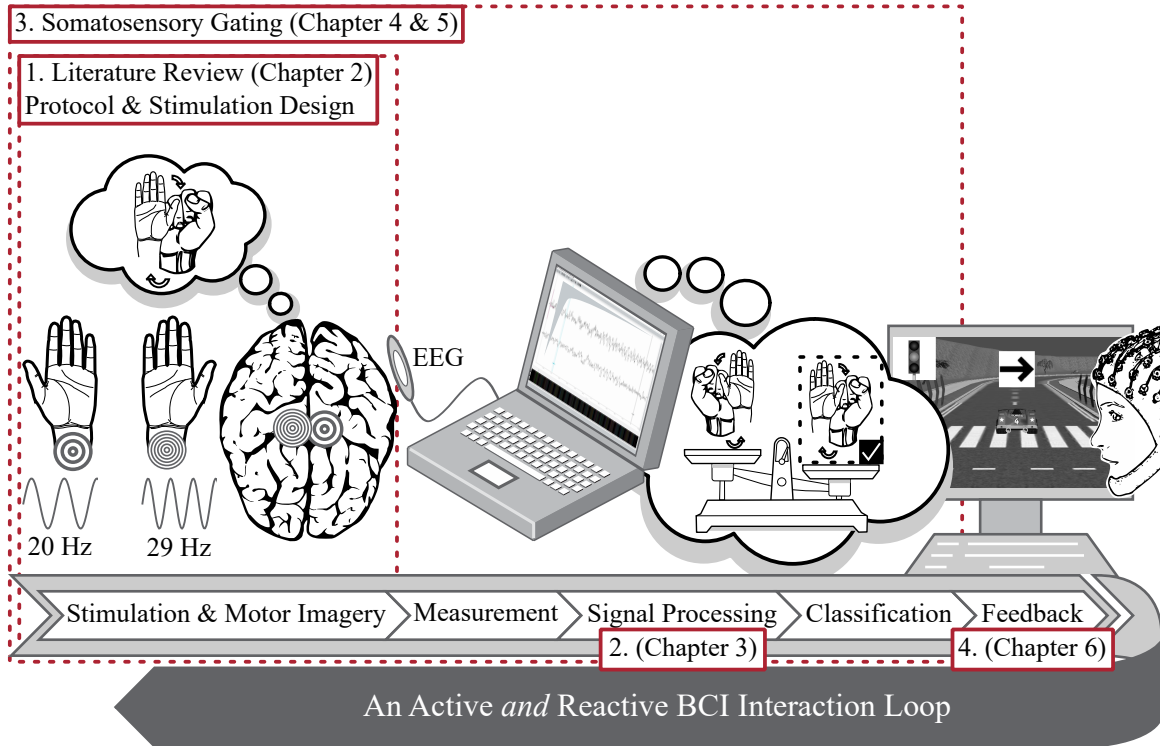 3. Somatosensory Gating (Chapter 4 & 5)
1. Literature Review (Chapter 2)
Protocol & Stimulation Design
EEG
20 Hz
29 Hz
Stimulation & Motor Imagery
Measurement
Signal Processing
Classification
Feedback
2. (Chapter 3)
4. (Chapter 6)
An Active and Reactive BCI Interaction Loop